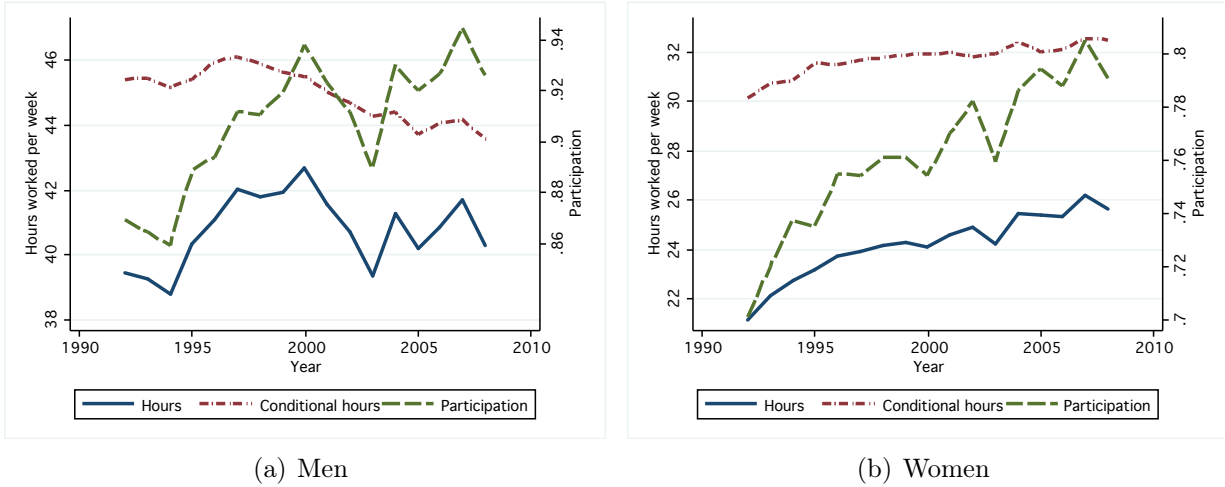 Hours worked per week
46
44
42
40
38
.94
.92
.9
.88
.86
Participation
1990 1995 2000 2005 2010
Year
Hours Conditional hours Participation
(a) Men
Hours worked per week
32
30
28
26
24
22
.8
.78
.76
.74
.72
.7
Participation
1990 1995 2000 2005 2010
Year
Hours Conditional hours Participation
(b) Women